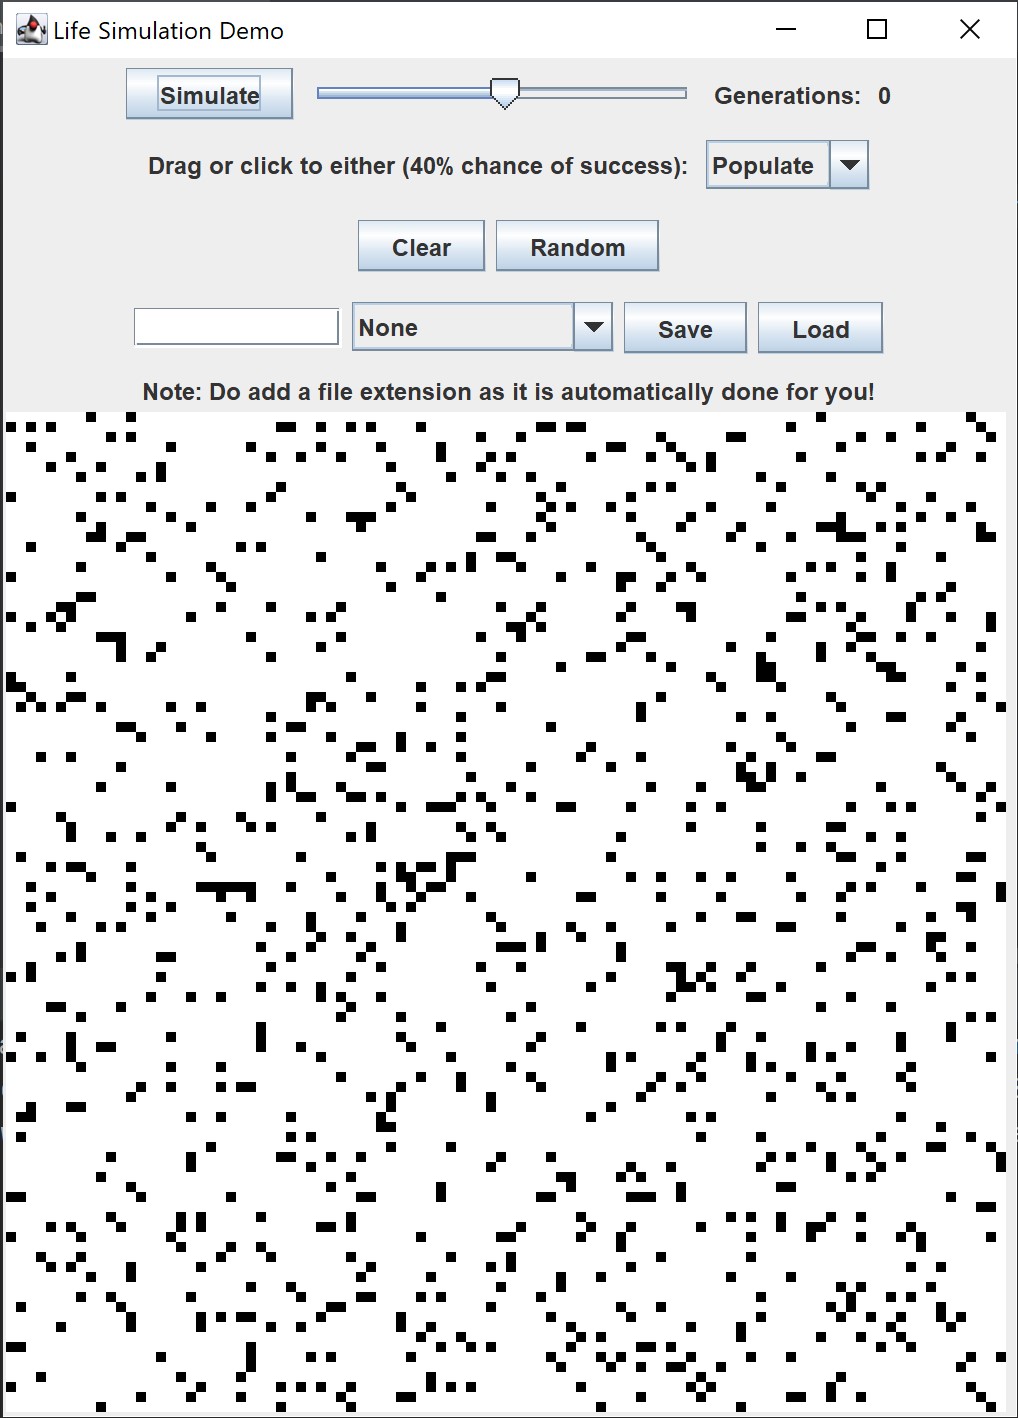 Life Simulation Demo
Simulate Generations: 0
Drag or click to either (40% chance of success): Populate
Clear Random
None Save Load
Note: Do add a file extension as it is automatically done for you!